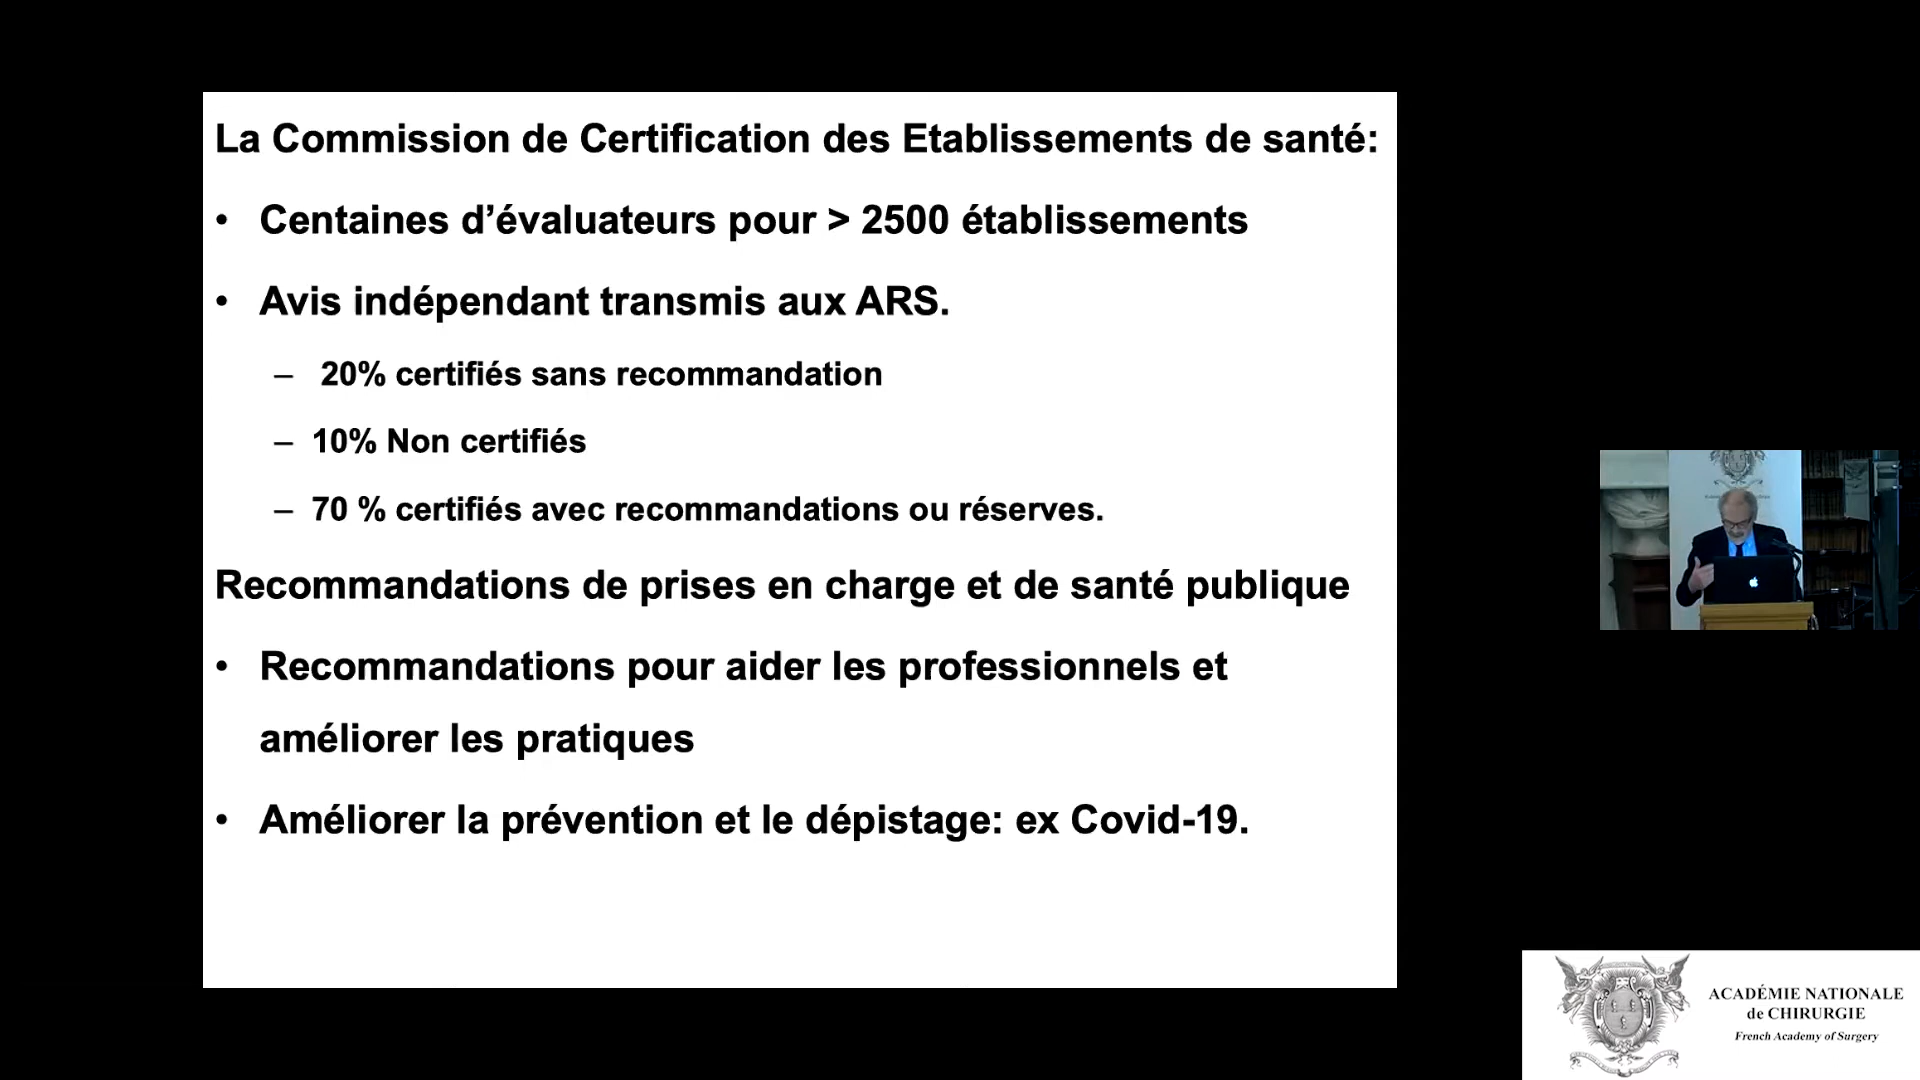 La Commission de Certification des Etablissements de santé:
• Centaines d’évaluateurs pour > 2500 établissements
• Avis indépendant transmis aux ARS.
– 20% certifiés sans recommandation
– 10% Non certifiés
– 70 % certifiés avec recommandations ou réserves.
Recommandations de prises en charge et de santé publique
• Recommandations pour aider les professionnels et
améliorer les pratiques
• Améliorer la prévention et le dépistage: ex Covid-19.
ACADÉMIE NATIONALE
de CHIRURGIE
French Academy of Surgery